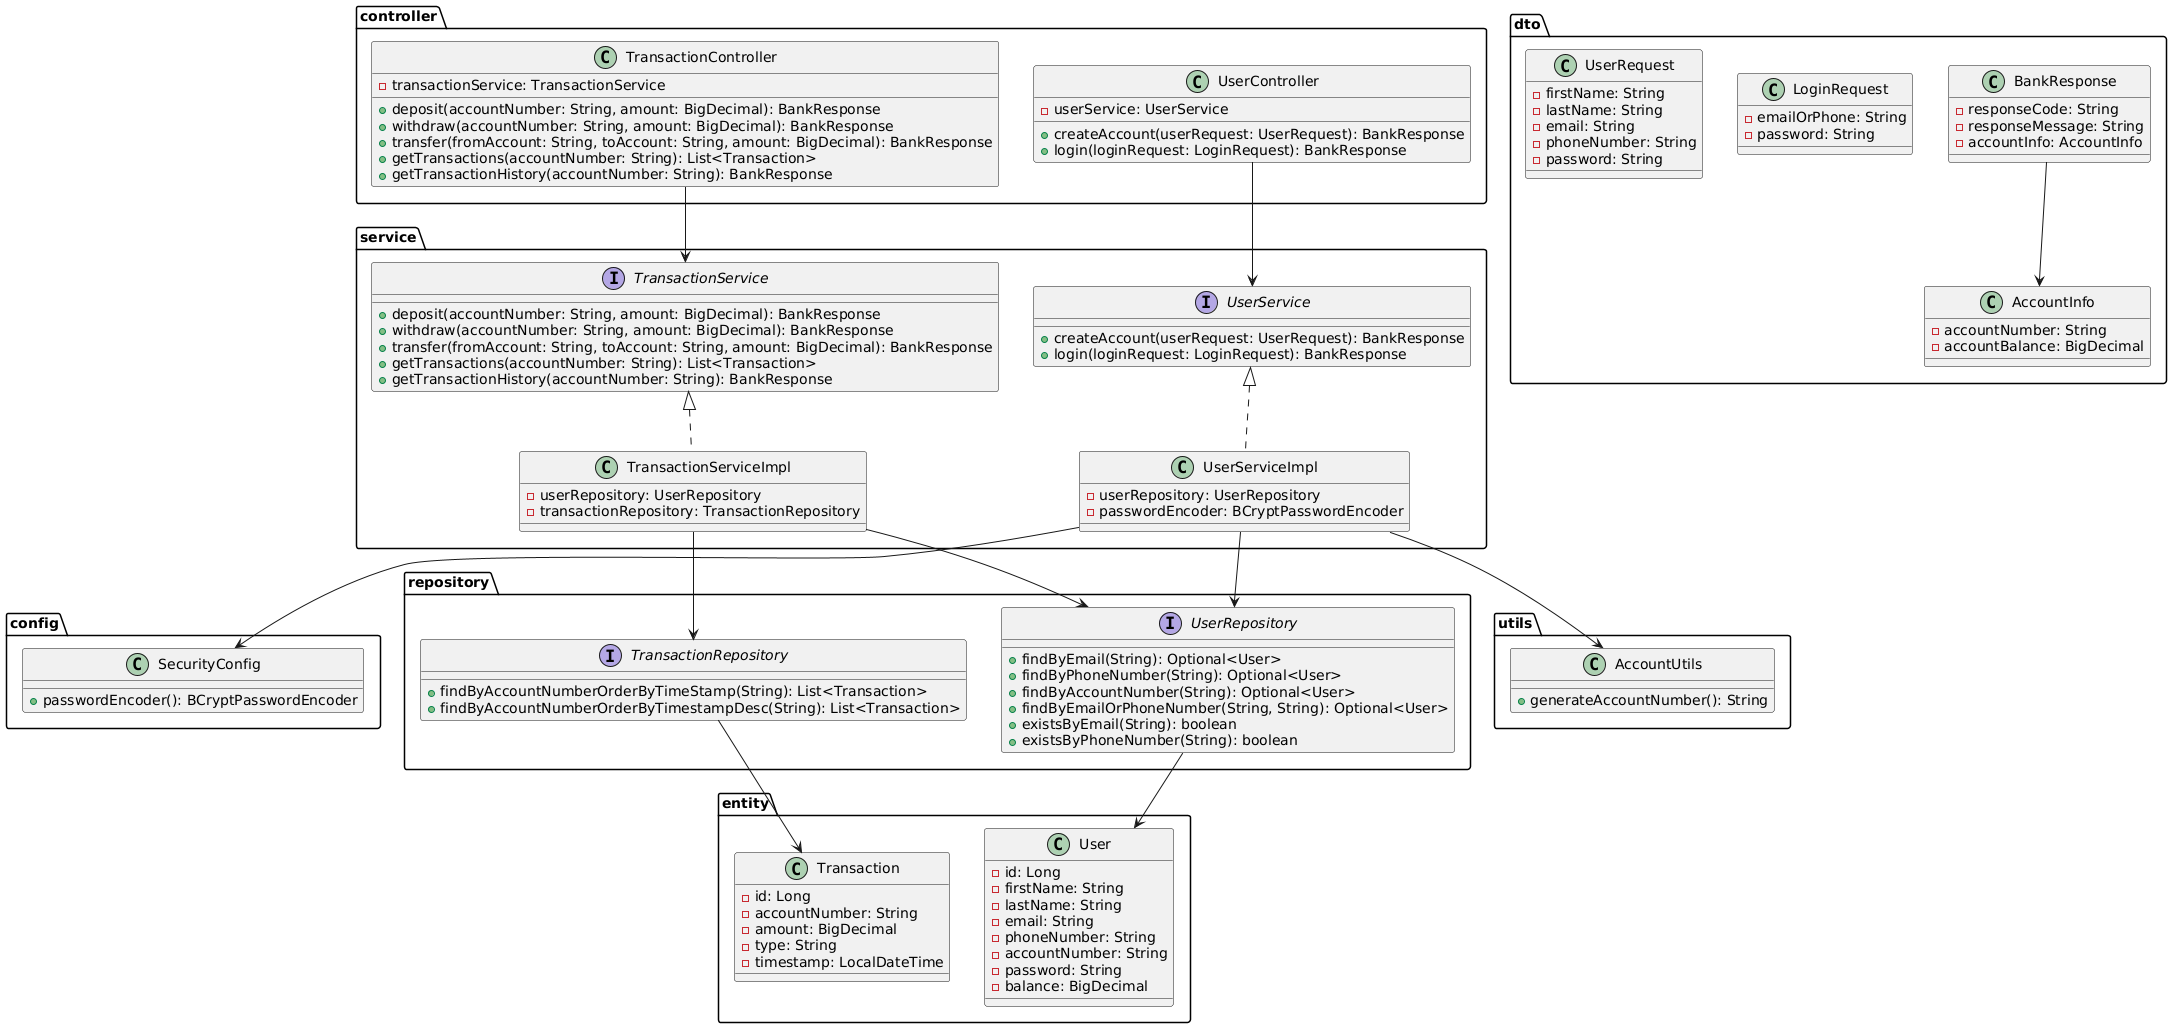 controller
C TransactionController
transactionService: TransactionService
deposit(accountNumber: String, amount: BigDecimal): BankResponse
withdraw(accountNumber: String, amount: BigDecimal): BankResponse
transfer(fromAccount: String, toAccount: String, amount: BigDecimal): BankResponse
getTransactions(accountNumber: String): List<Transaction>
getTransactionHistory(accountNumber: String): BankResponse
C UserController
userService: UserService
createAccount(userRequest: UserRequest): BankResponse
login(loginRequest: LoginRequest): BankResponse
dto
C UserRequest
firstName: String
lastName: String
email: String
phoneNumber: String
password: String
C LoginRequest
emailOrPhone: String
password: String
C BankResponse
responseCode: String
responseMessage: String
accountInfo: AccountInfo
C AccountInfo
accountNumber: String
accountBalance: BigDecimal
service
I TransactionService
deposit(accountNumber: String, amount: BigDecimal): BankResponse
withdraw(accountNumber: String, amount: BigDecimal): BankResponse
transfer(fromAccount: String, toAccount: String, amount: BigDecimal): BankResponse
getTransactions(accountNumber: String): List<Transaction>
getTransactionHistory(accountNumber: String): BankResponse
I UserService
createAccount(userRequest: UserRequest): BankResponse
login(loginRequest: LoginRequest): BankResponse
C TransactionServiceImpl
userRepository: UserRepository
transactionRepository: TransactionRepository
C UserServiceImpl
userRepository: UserRepository
passwordEncoder: BCryptPasswordEncoder
config
C SecurityConfig
passwordEncoder(): BCryptPasswordEncoder
repository
I TransactionRepository
findByAccountNumberOrderByTimeStamp(String): List<Transaction>
findByAccountNumberOrderByTimestampDesc(String): List<Transaction>
I UserRepository
findByEmail(String): Optional<User>
findByPhoneNumber(String): Optional<User>
findByAccountNumber(String): Optional<User>
findByEmailOrPhoneNumber(String, String): Optional<User>
existsByEmail(String): boolean
existsByPhoneNumber(String): boolean
utils
C AccountUtils
generateAccountNumber(): String
entity
C Transaction
id: Long
accountNumber: String
amount: BigDecimal
type: String
timestamp: LocalDateTime
C User
id: Long
firstName: String
lastName: String
email: String
phoneNumber: String
accountNumber: String
password: String
balance: BigDecimal